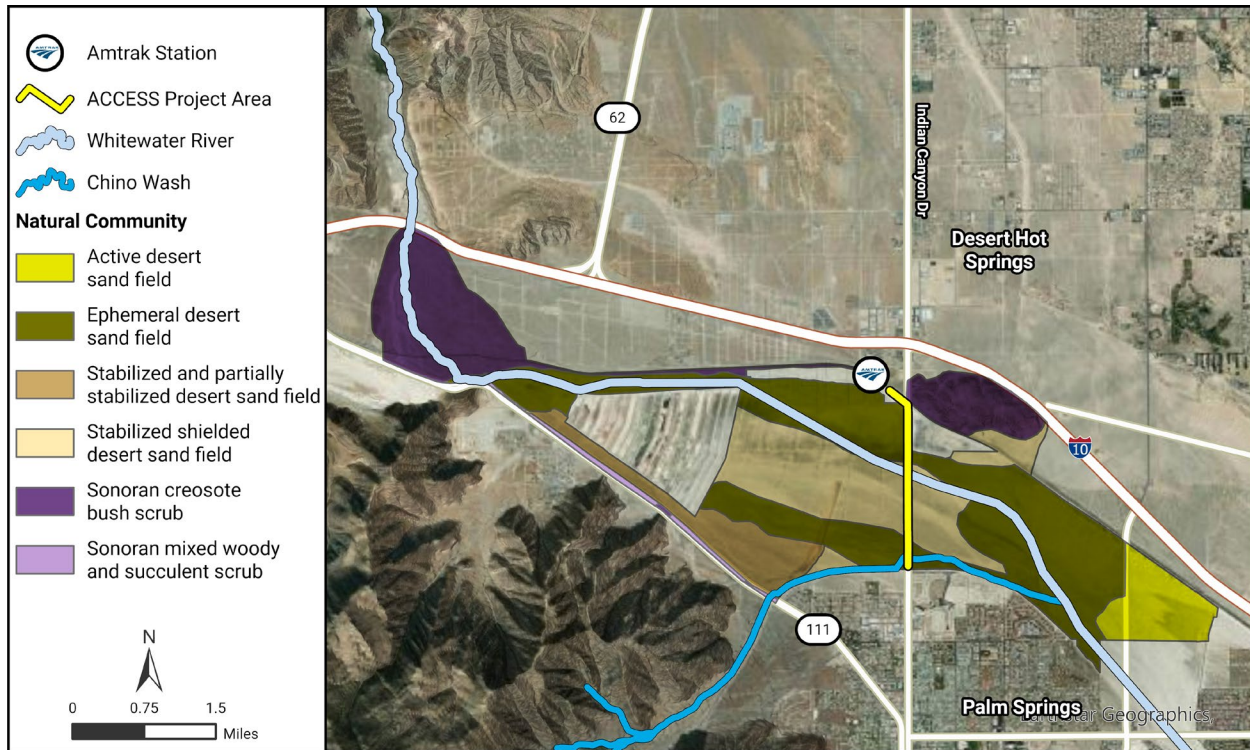 AMTRAK
Amtrak Station
ACCESS Project Area
Whitewater River
Chino Wash
Natural Community
Active desert
sand field
Ephemeral desert
sand field
Stabilized and partially
stabilized desert sand field
Stabilized shielded
desert sand field
Sonoran creosote
bush scrub
Sonoran mixed woody
and succulent scrub
N
0 0.75 1.5
Miles
62
Indian Canyon Dr
Desert Hot
Springs
AMTRAK
10
111
Palm Springs
Earthstar Geographics